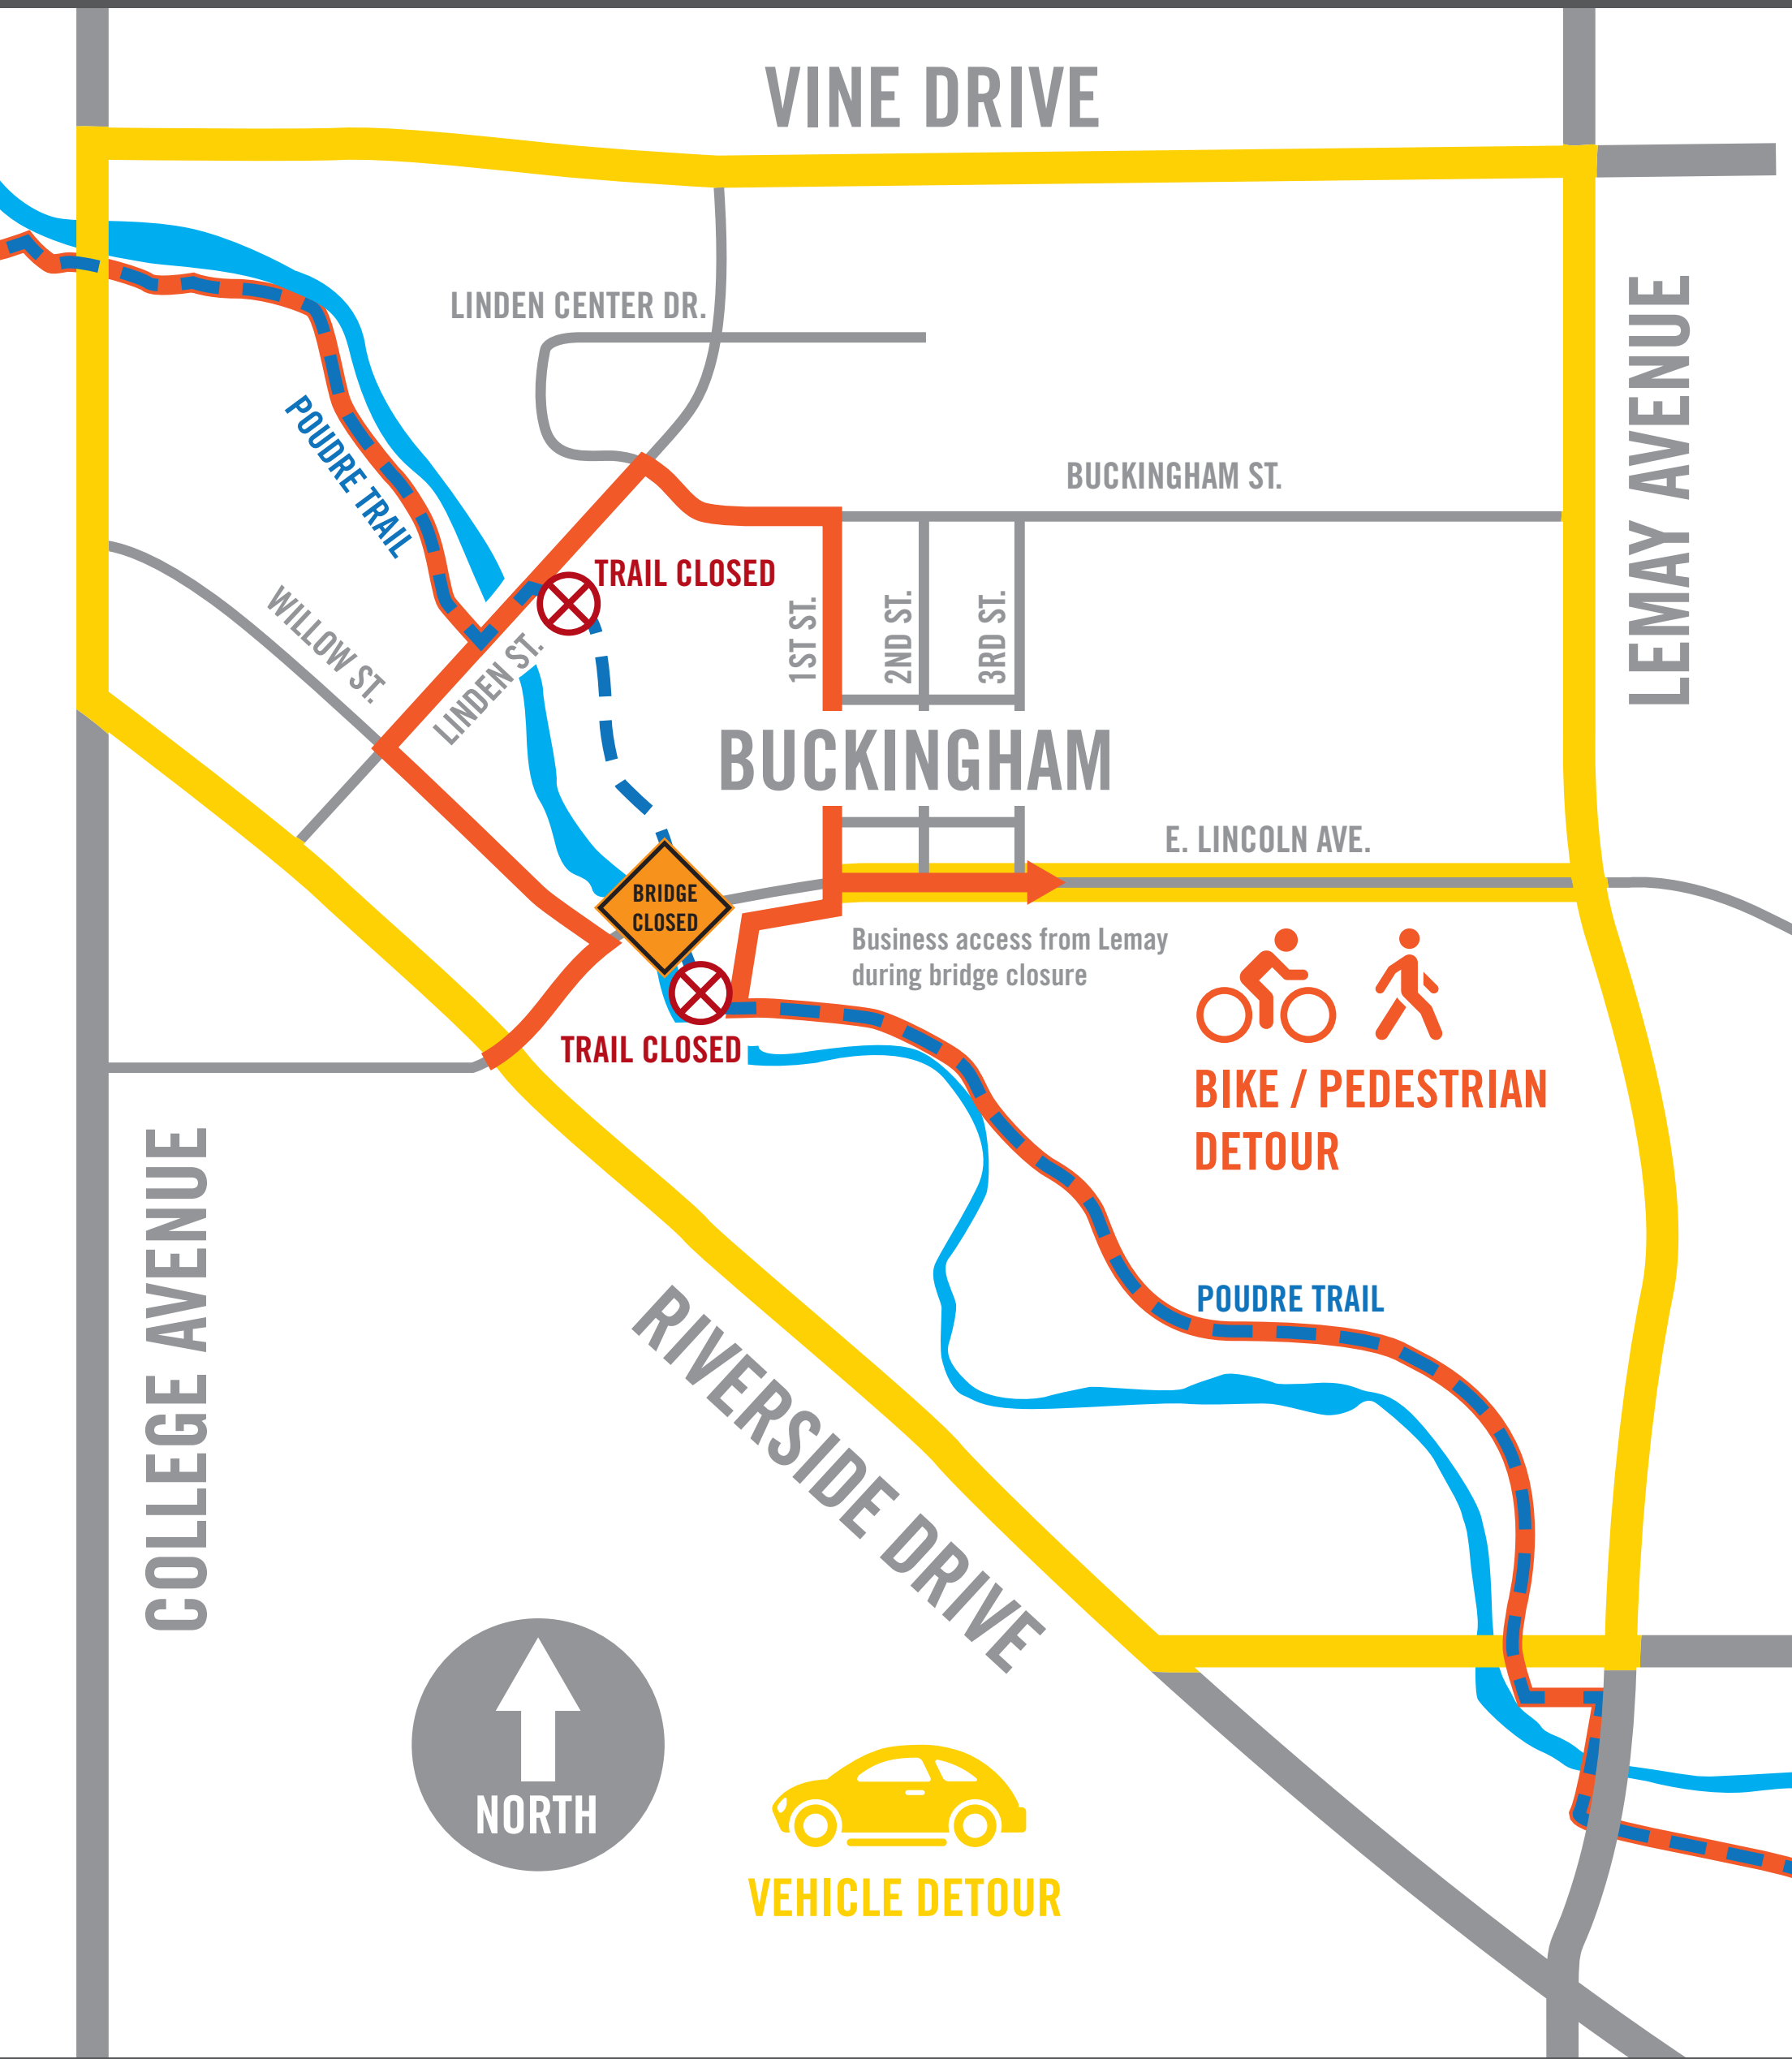 VINE DRIVE
LINDEN CENTER DR.
LEMAY AVENUE
POUDRE TRAIL
BUCKINGHAM ST.
TRAIL CLOSED
WILLOW ST.
LINDEN ST.
1ST ST.
2ND ST.
3RD ST.
BUCKINGHAM
E. LINCOLN AVE.
BRIDGE
CLOSED
Business access from Lemay
during bridge closure
TRAIL CLOSED
BIKE / PEDESTRIAN
DETOUR
COLLEGE AVENUE
POUDRE TRAIL
RIVERSIDE DRIVE
NORTH
VEHICLE DETOUR